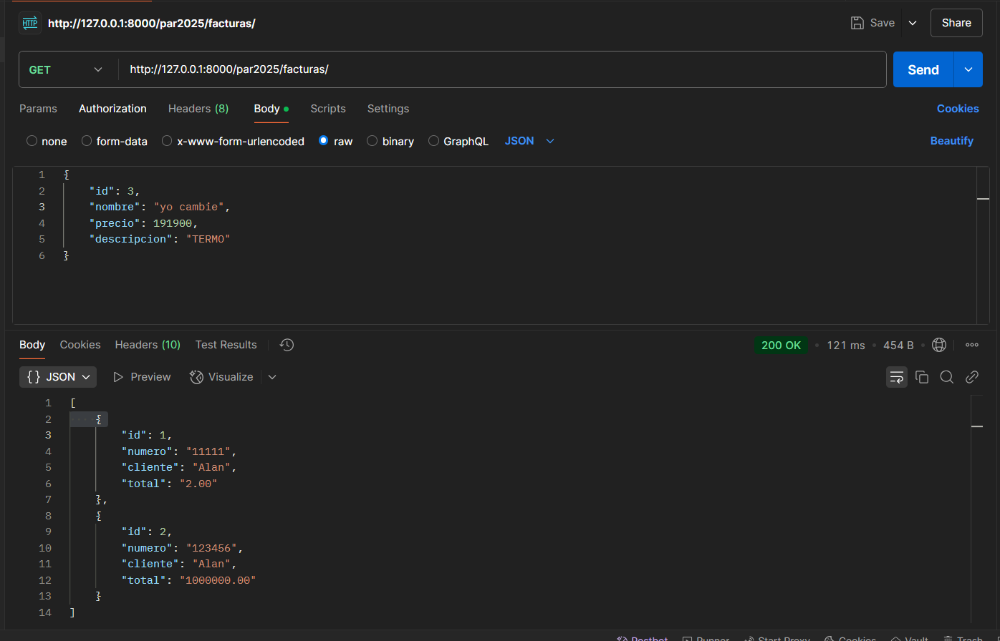 HTTP http://127.0.0.1:8000/par2025/facturas/ Save Share
GET http://127.0.0.1:8000/par2025/facturas/ Send
Params Authorization Headers (8) Body Scripts Settings Cookies
none form-data x-www-form-urlencoded raw binary GraphQL JSON Beautify
1 {
2 "id": 3,
3 "nombre": "yo cambie",
4 "precio": 191900,
5 "descripcion": "TERMO"
6 }
Body Cookies Headers (10) Test Results 200 OK • 121 ms • 454 B •
{} JSON Preview Visualize
1 [
2 {
3 "id": 1,
4 "numero": "11111",
5 "cliente": "Alan",
6 "total": "2.00"
7 },
8 {
9 "id": 2,
10 "numero": "123456",
11 "cliente": "Alan",
12 "total": "1000000.00"
13 }
14 ]
Postbot Runner Start Proxy Cookies Vault Trash